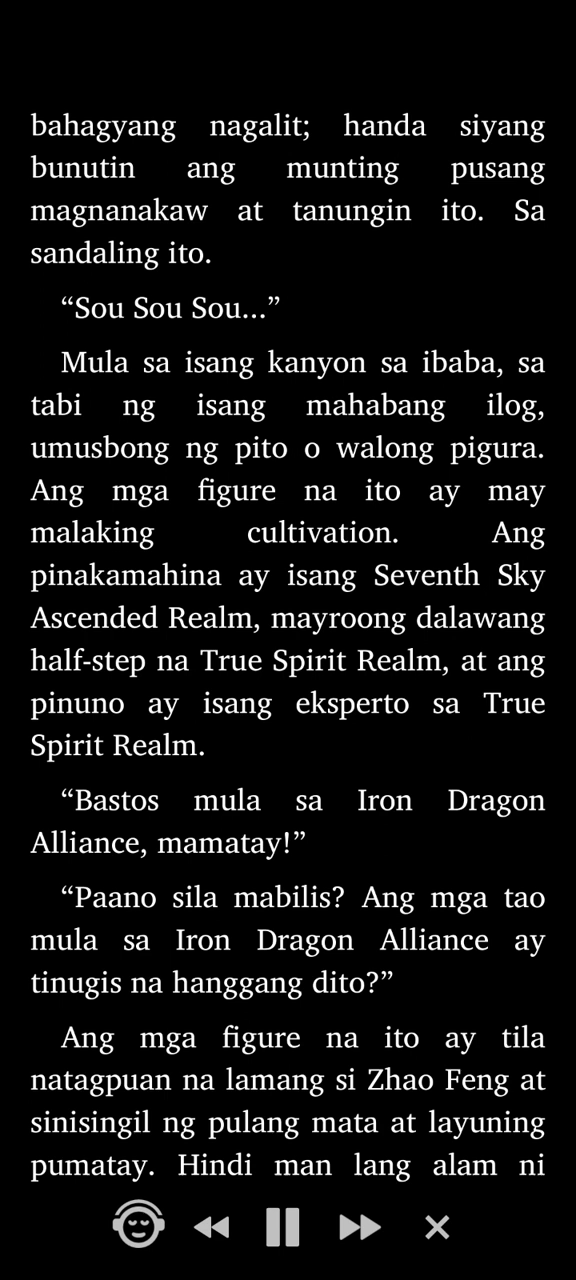 bahagyang nagalit; handa siyang
bunutin ang munting pusang
magnanakaw at tanungin ito. Sa
sandaling ito.
“Sou Sou Sou...”
Mula sa isang kanyon sa ibaba, sa
tabi ng isang mahabang ilog,
umusbong ng pito o walong pigura.
Ang mga figure na ito ay may
malaking cultivation. Ang
pinakamahina ay isang Seventh Sky
Ascended Realm, mayroong dalawang
half-step na True Spirit Realm, at ang
pinuno ay isang eksperto sa True
Spirit Realm.
“Bastos mula sa Iron Dragon
Alliance, mamatay!”
“Paano sila mabilis? Ang mga tao
mula sa Iron Dragon Alliance ay
tinugis na hanggang dito?”
Ang mga figure na ito ay tila
natagpuan na lamang si Zhao Feng at
sinisingil ng pulang mata at layuning
pumatay. Hindi man lang alam ni